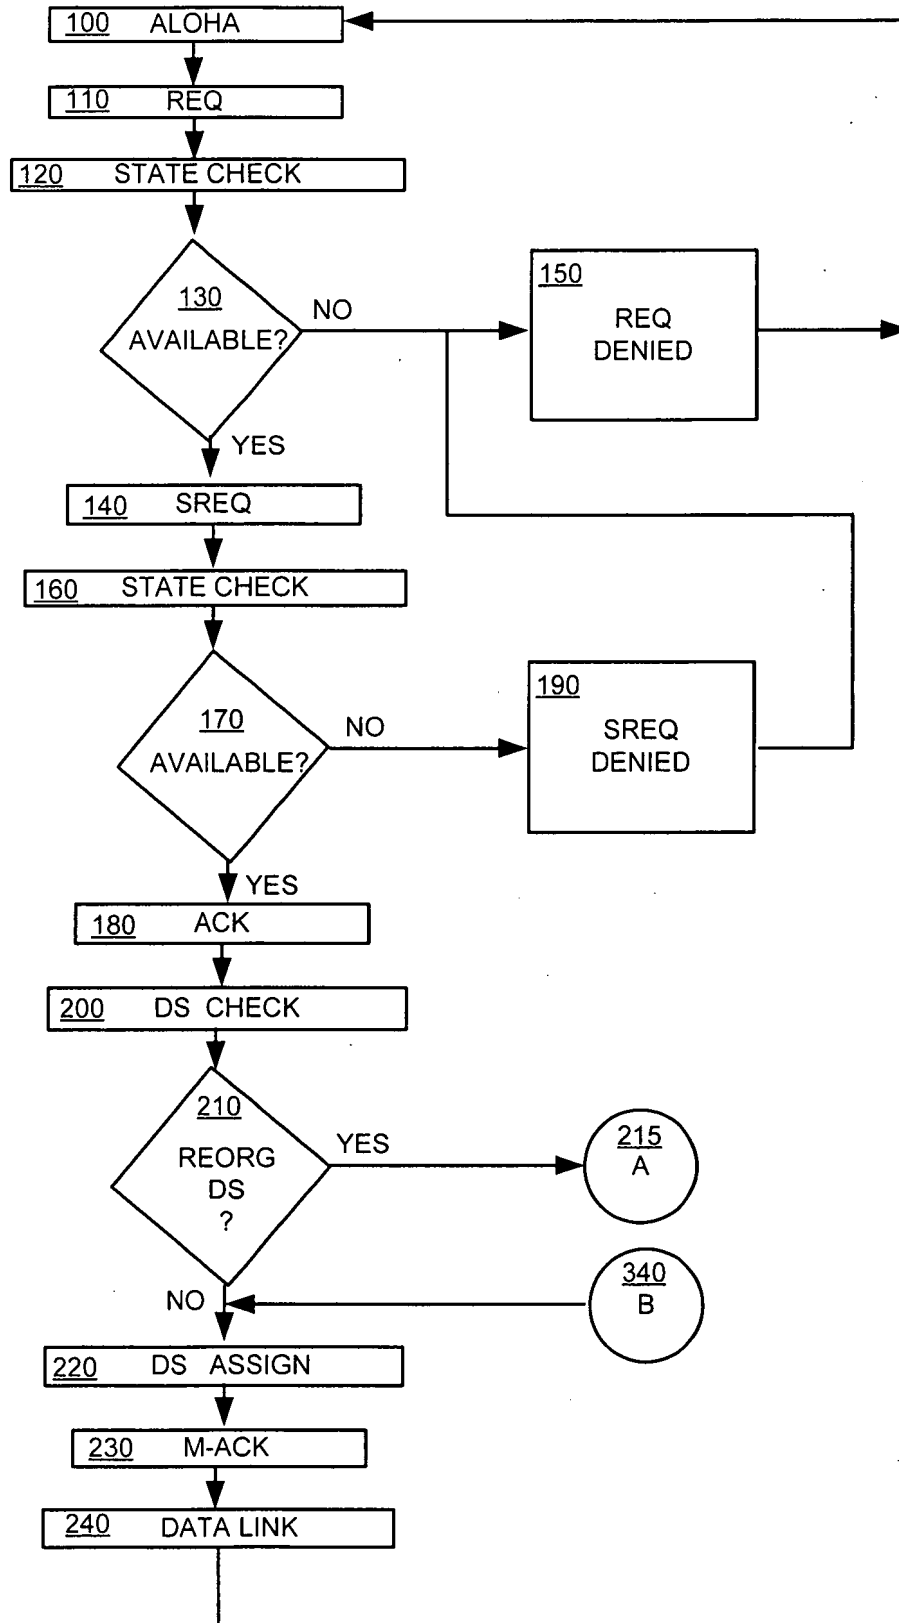 100 ALOHA
110 REQ
120 STATE CHECK
130
AVAILABLE?
NO
150
REQ
DENIED
YES
140 SREQ
160 STATE CHECK
170
AVAILABLE?
NO
190
SREQ
DENIED
YES
180 ACK
200 DS CHECK
210
REORG
DS
?
YES
215
A
NO
340
B
220 DS ASSIGN
230 M-ACK
240 DATA LINK